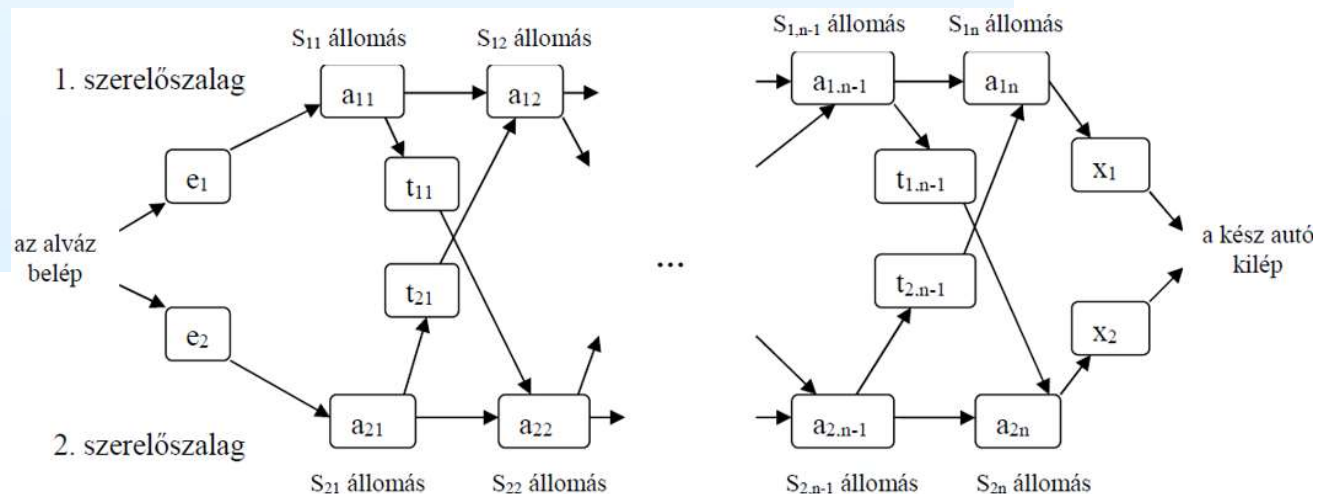 S₁₁ állomás S₁₂ állomás S₁,ₙ₋₁ állomás S₁ₙ állomás
1. szerelőszalag
a₁₁ a₁₂ a₁.ₙ₋₁ a₁ₙ
e₁ t₁₁ t₁.ₙ₋₁ x₁
az alváz
belép
...
a kész autó
kilép
t₂₁ t₂.ₙ₋₁
e₂ x₂
a₂₁ a₂₂ a₂.ₙ₋₁ a₂ₙ
2. szerelőszalag
S₂₁ állomás S₂₂ állomás S₂,ₙ₋₁ állomás S₂ₙ állomás